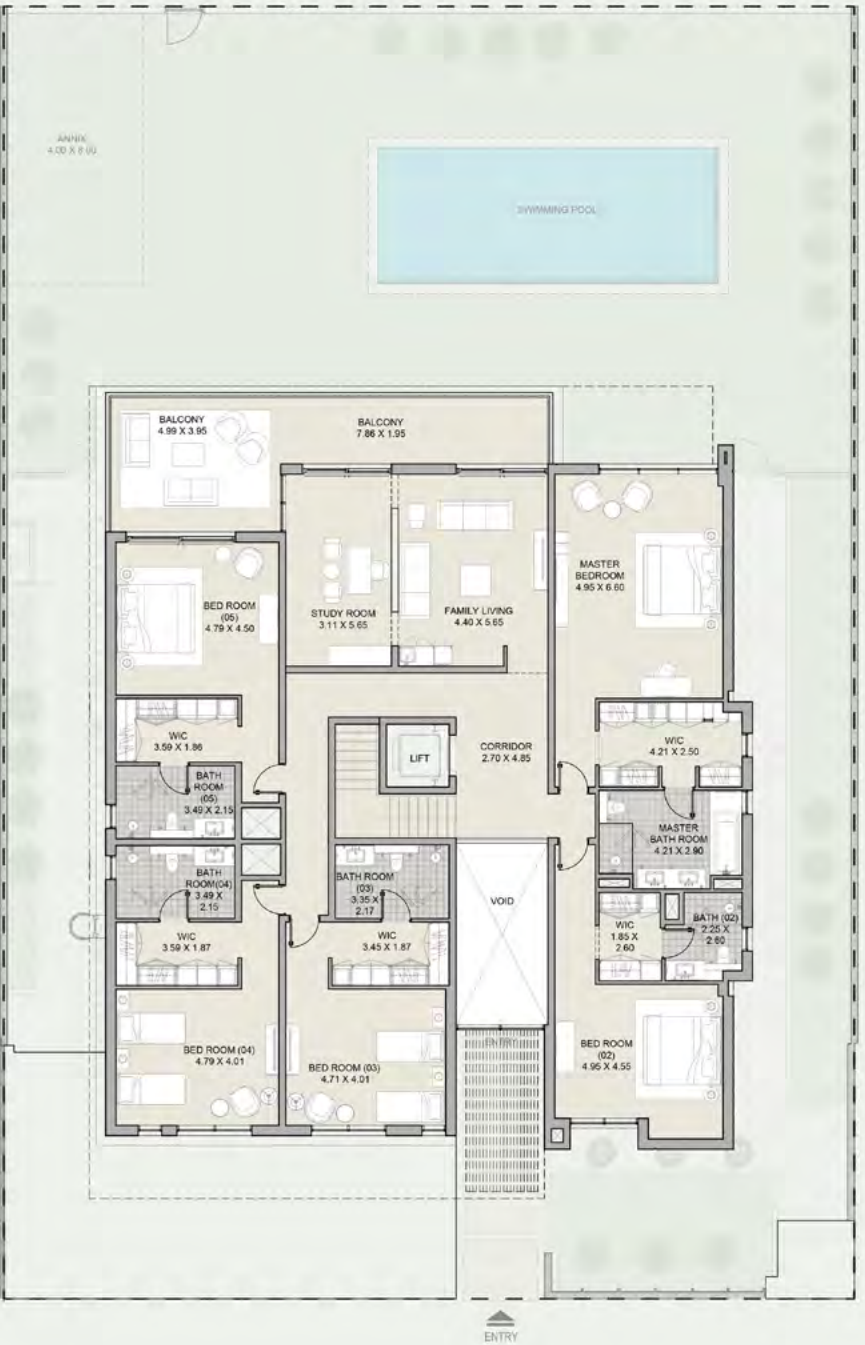 ANNIX
4.00 X 8.00
SWIMMING POOL
BALCONY
4.99 X 3.95
BALCONY
7.86 X 1.95
MASTER
BEDROOM
4.95 X 6.60
BED ROOM
(05)
4.79 X 4.50
STUDY ROOM
3.11 X 5.65
FAMILY LIVING
4.40 X 5.65
WIC
3.59 X 1.86
LIFT
CORRIDOR
2.70 X 4.85
WIC
4.21 X 2.50
BATH
ROOM
(05)
3.49 X 2.15
MASTER
BATH ROOM
4.21 X 2.90
BATH
ROOM(04)
3.49 X
2.15
BATH ROOM
(03)
3.35 X
2.17
VOID
WIC
1.85 X
2.60
BATH (02)
2.25 X
2.60
WIC
3.59 X 1.87
WIC
3.45 X 1.87
ENTRY
BED ROOM (04)
4.79 X 4.01
BED ROOM (03)
4.71 X 4.01
BED ROOM
(02)
4.95 X 4.55
ENTRY